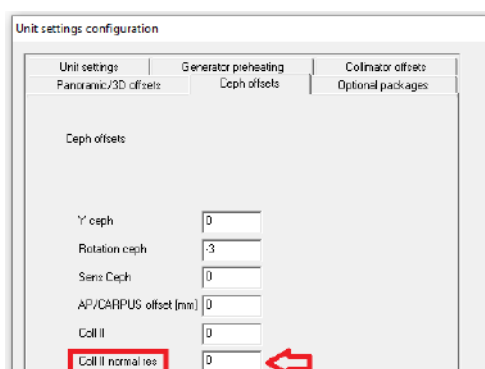 Unit settings configuration
Unit settings Generator preheating Collimator offsets
Panoramic/3D offsets Ceph offsets Optional packages
Ceph offsets
Y ceph 0
Rotation ceph -3
Sens Ceph 0
AP/CARPUS offset (mm) 0
Coll II 0
Coll II normal res 0